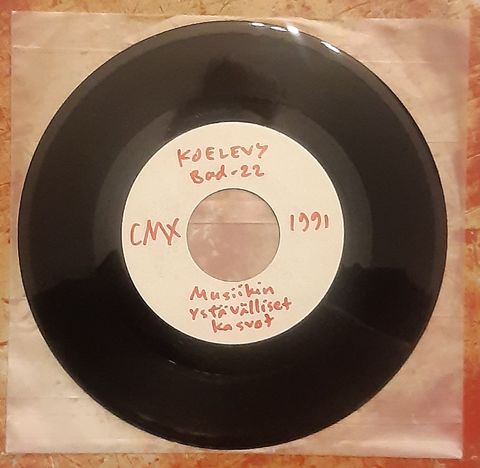 KOELEVY
Bad-22
CMX 1991
Musiikin
ystävälliset
kasvot